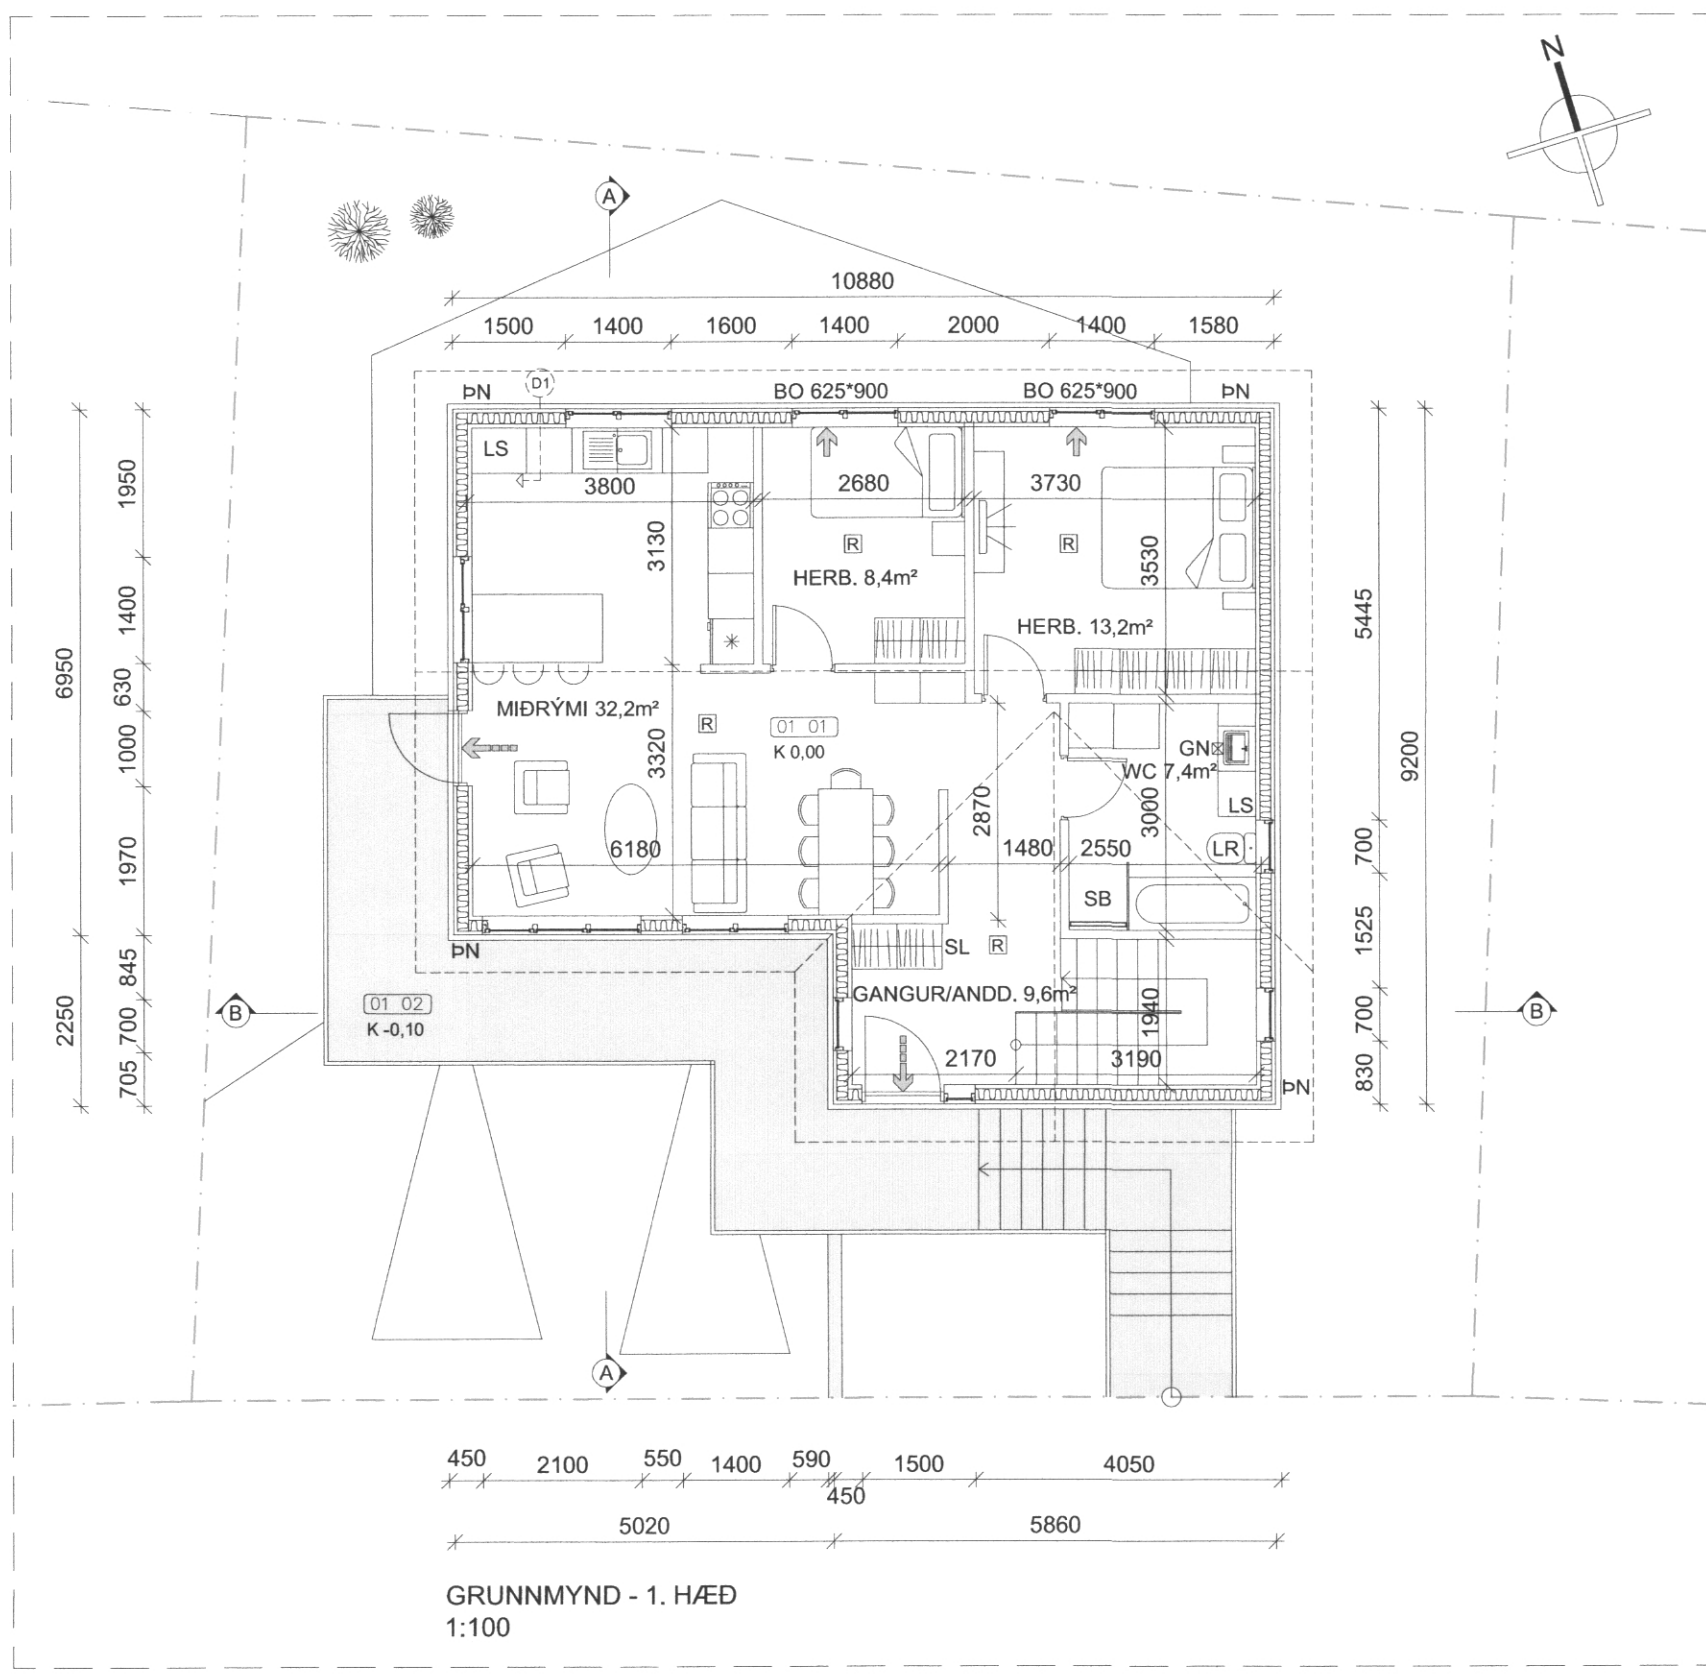 N
A
10880
1500 1400 1600 1400 2000 1400 1580
ÞN D1 BO 625*900 BO 625*900 ÞN
LS
3800 2680 3730
1950
3130 R R 3530
HERB. 8,4m²
1400 5445
HERB. 13,2m²
6950 630
MIÐRÝMI 32,2m² R 01 01
K 0,00
GN
WC 7,4m²
1000 3320 9200
2870 3000 LS
1970 6180 1480 2550 LR 700
SB
ÞN SL R
845 1525
01 02 GANGUR/ANDD. 9,6m²
K -0,10
B 2250 700 1940 700 B
705 2170 3190 830
ÞN
A
450 2100 550 1400 590 1500 4050
450
5020 5860
GRUNNMYND - 1. HÆÐ
1:100